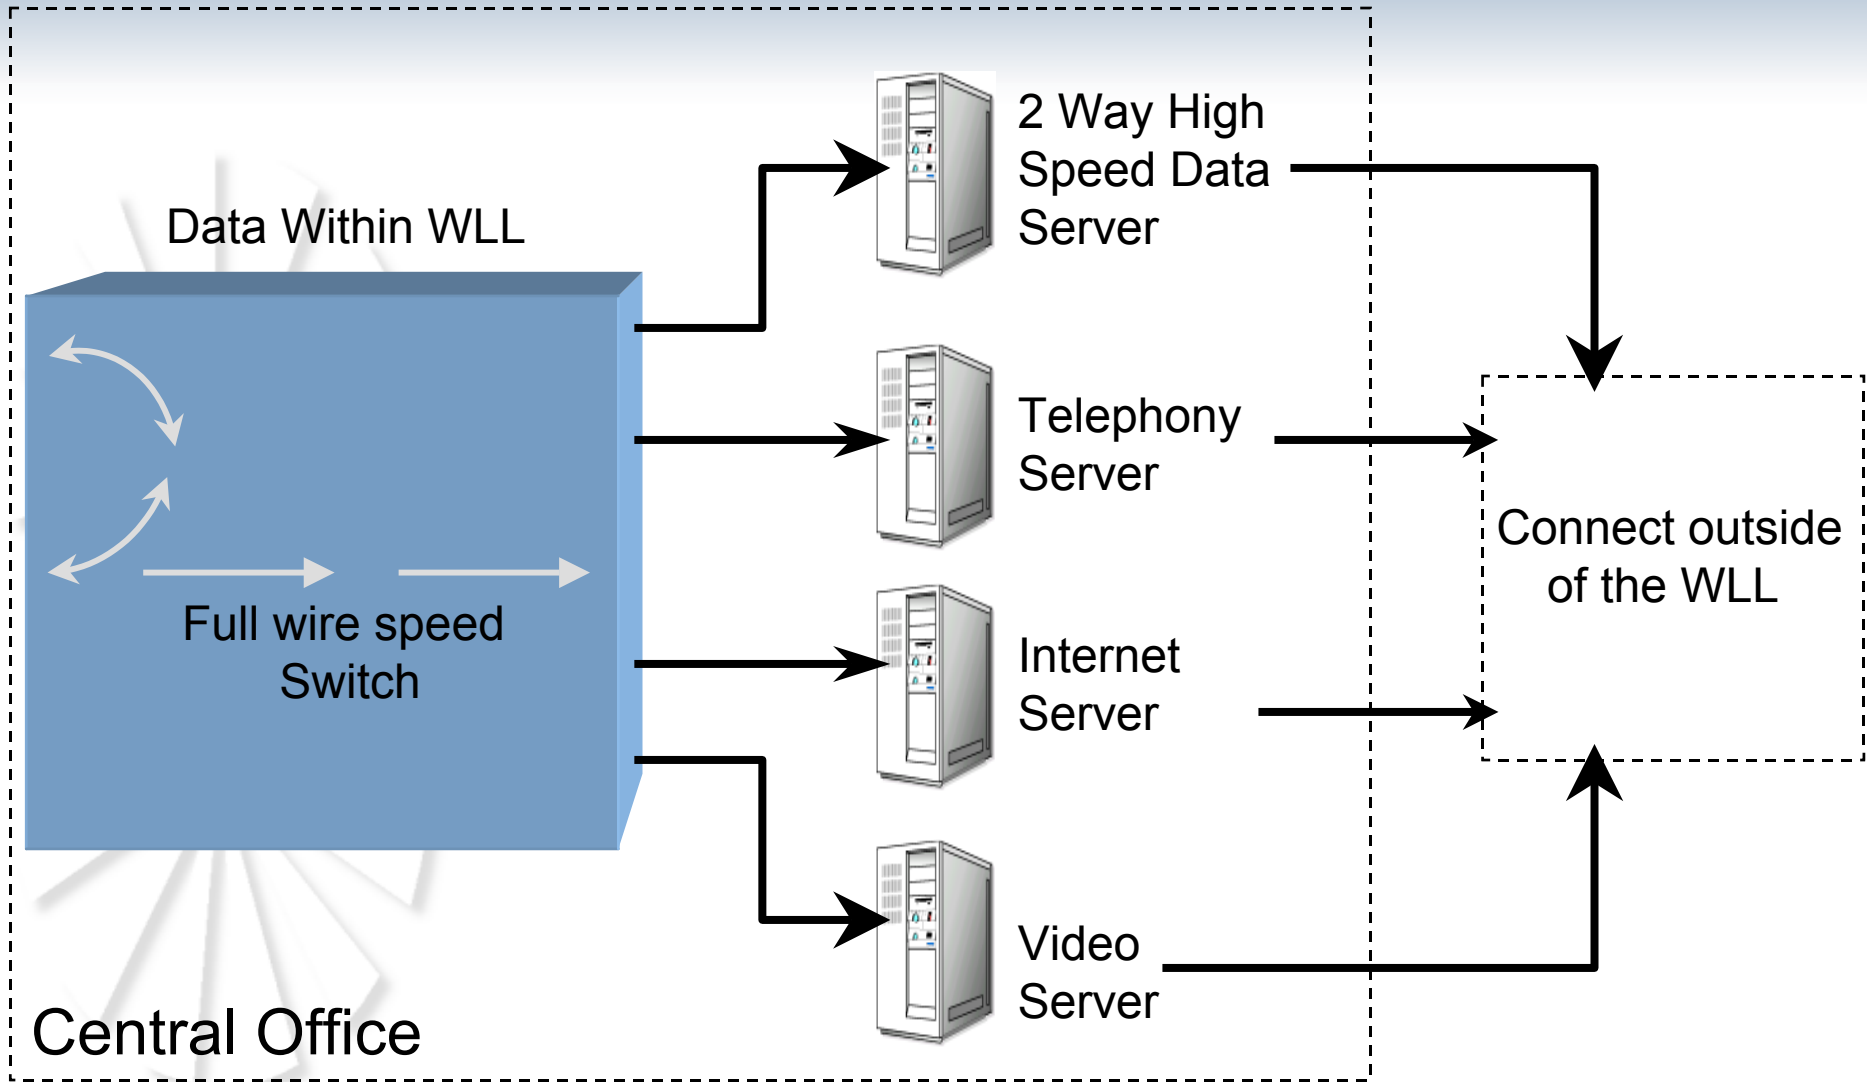 2 Way High
Speed Data
Server
Data Within WLL
Telephony
Server
Connect outside
of the WLL
Full wire speed
Switch
Internet
Server
Video
Server
Central Office